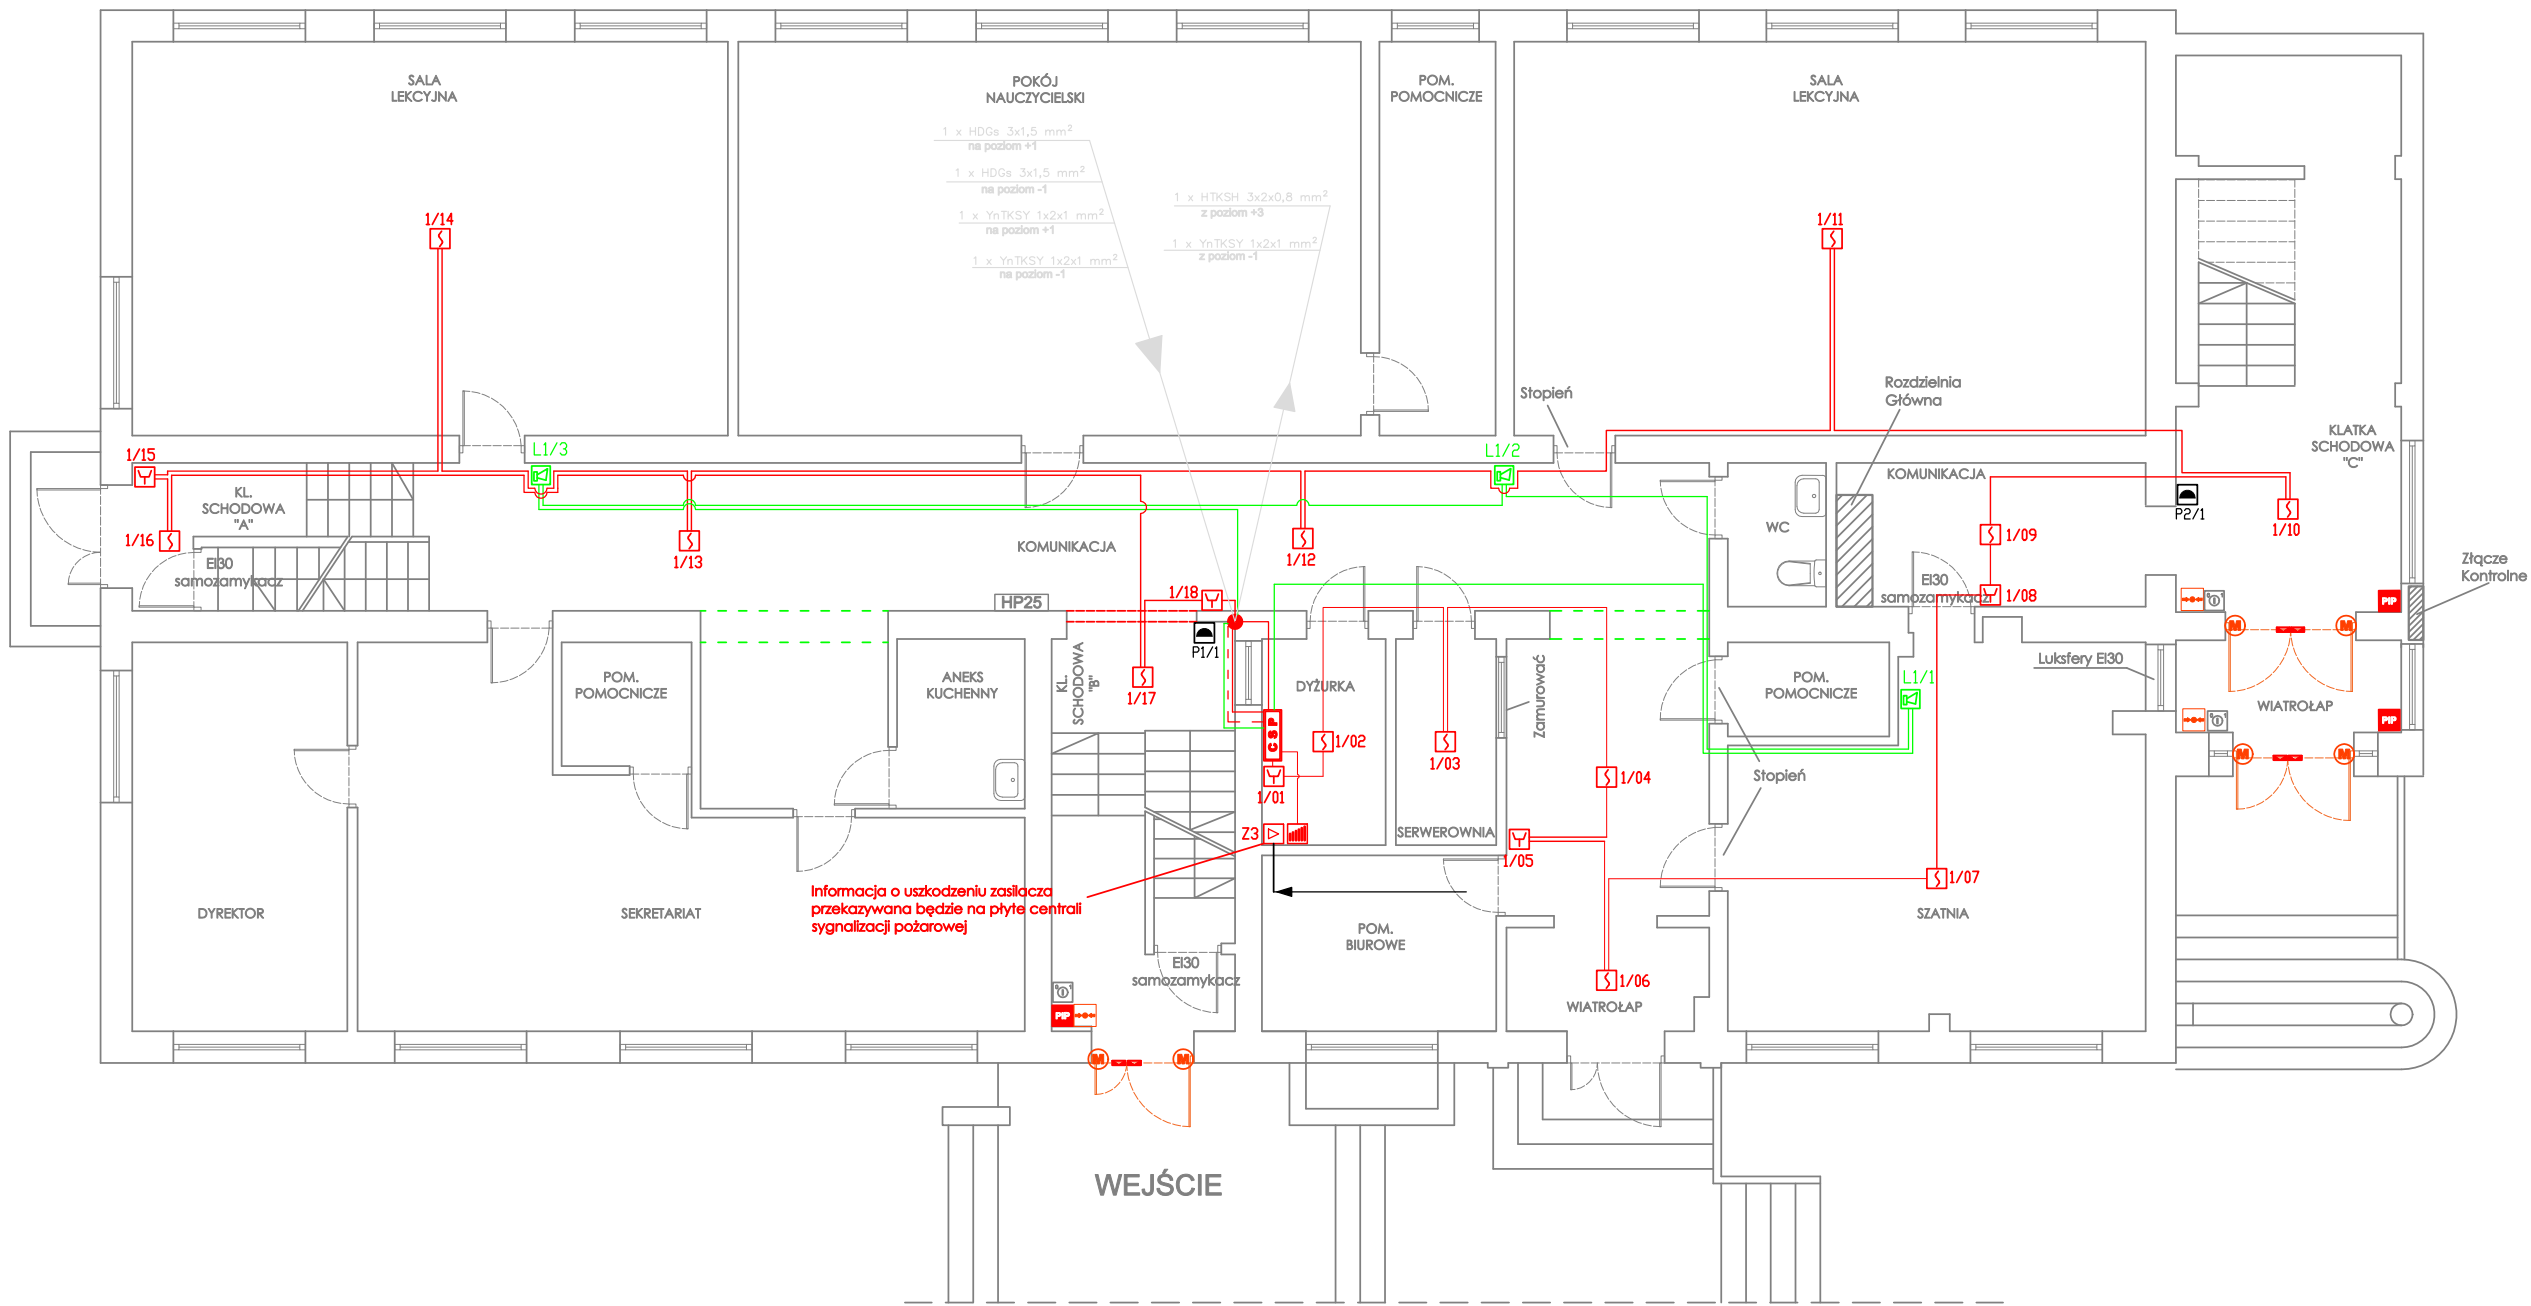 SALA
LEKCYJNA
POKÓJ
NAUCZYCIELSKI
POM.
POMOCNICZE
SALA
LEKCYJNA
1 x HDGs 3x1,5 mm²
na poziom +1
1 x HDGs 3x1,5 mm²
na poziom -1
1 x YnTKSY 1x2x1 mm²
na poziom +1
1 x YnTKSY 1x2x1 mm²
na poziom -1
1 x HTKSH 3x2x0,8 mm²
z poziom +3
1 x YnTKSY 1x2x1 mm²
z poziom -1
1/14
1/11
Stopień
Rozdzielnia
Główna
KLATKA
SCHODOWA
"C"
1/15
L1/3
L1/2
KOMUNIKACJA
KL.
SCHODOWA
"A"
WC
P2/1
1/10
1/16
1/13
KOMUNIKACJA
1/12
1/09
EI30
samozamykacz
EI30
samozamykacz
Złącze
Kontrolne
HP25
1/18
1/08
PIP
M
M
P1/1
KL.
SCHODOWA
"B"
1/17
DYŻURKA
Zamurować
POM.
POMOCNICZE
ANEKS
KUCHENNY
POM.
POMOCNICZE
L1/1
Luksfery EI30
WIATROŁAP
PIP
M
M
CSP
1/02
1/03
1/04
1/01
Stopień
Z3
SERWEROWNIA
1/05
Informacja o uszkodzeniu zasilacza
przekazywana będzie na płyte centrali
sygnalizacji pożarowej
1/07
DYREKTOR
SEKRETARIAT
SZATNIA
POM.
BIUROWE
EI30
samozamykacz
1/06
WIATROŁAP
PIP
M
M
WEJŚCIE